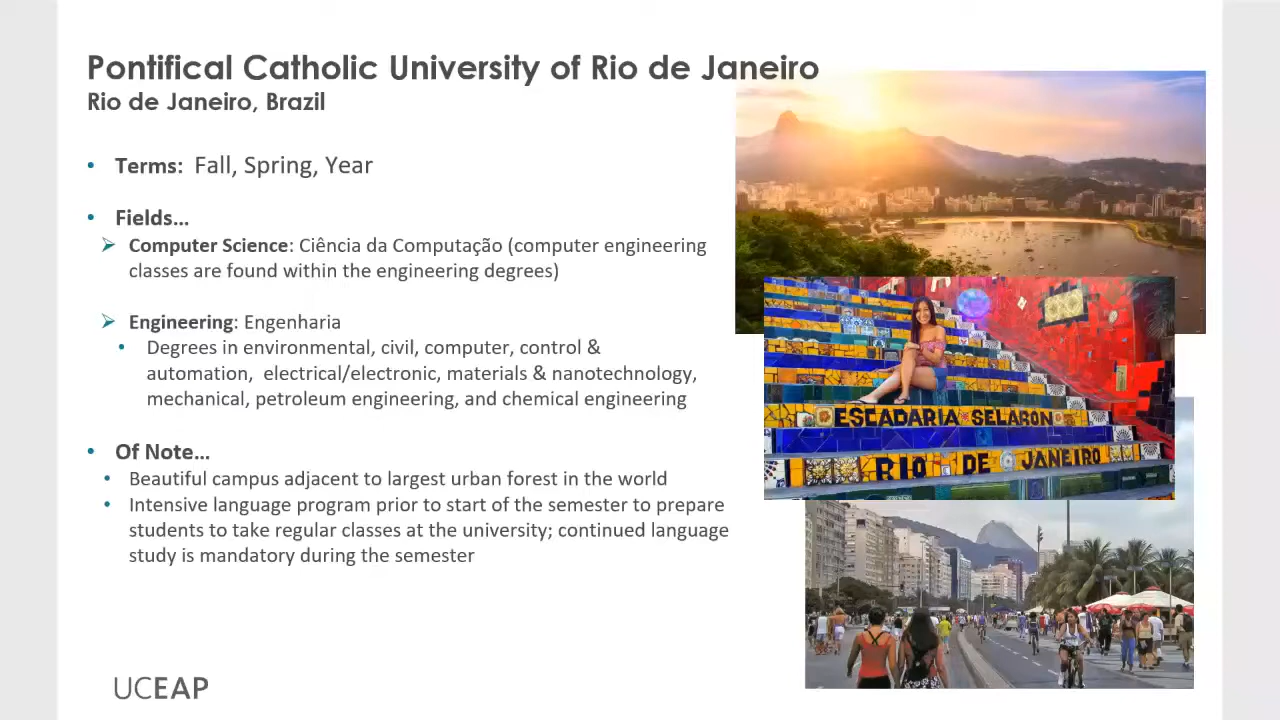 Pontifical Catholic University of Rio de Janeiro
Rio de Janeiro, Brazil
• Terms: Fall, Spring, Year
• Fields...
➢ Computer Science: Ciência da Computação (computer engineering
classes are found within the engineering degrees)
➢ Engineering: Engenharia
• Degrees in environmental, civil, computer, control &
automation, electrical/electronic, materials & nanotechnology,
mechanical, petroleum engineering, and chemical engineering
• Of Note...
• Beautiful campus adjacent to largest urban forest in the world
• Intensive language program prior to start of the semester to prepare
students to take regular classes at the university; continued language
study is mandatory during the semester
ESCADARIA SELARÓN
RIO DE JANEIRO
UCEAP